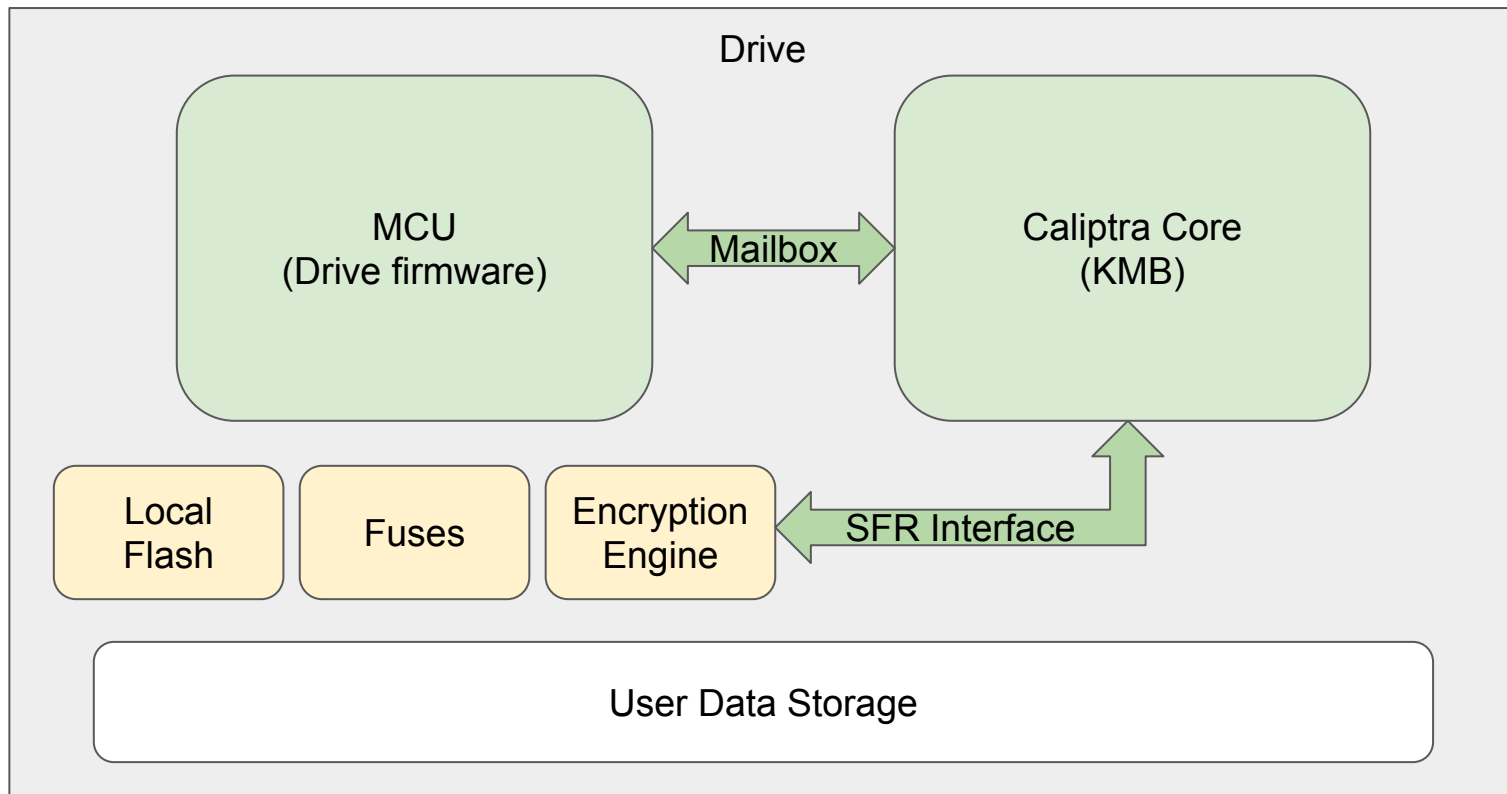 Drive
MCU
(Drive firmware)
Mailbox
Caliptra Core
(KMB)
Local
Flash
Fuses
Encryption
Engine
SFR Interface
User Data Storage